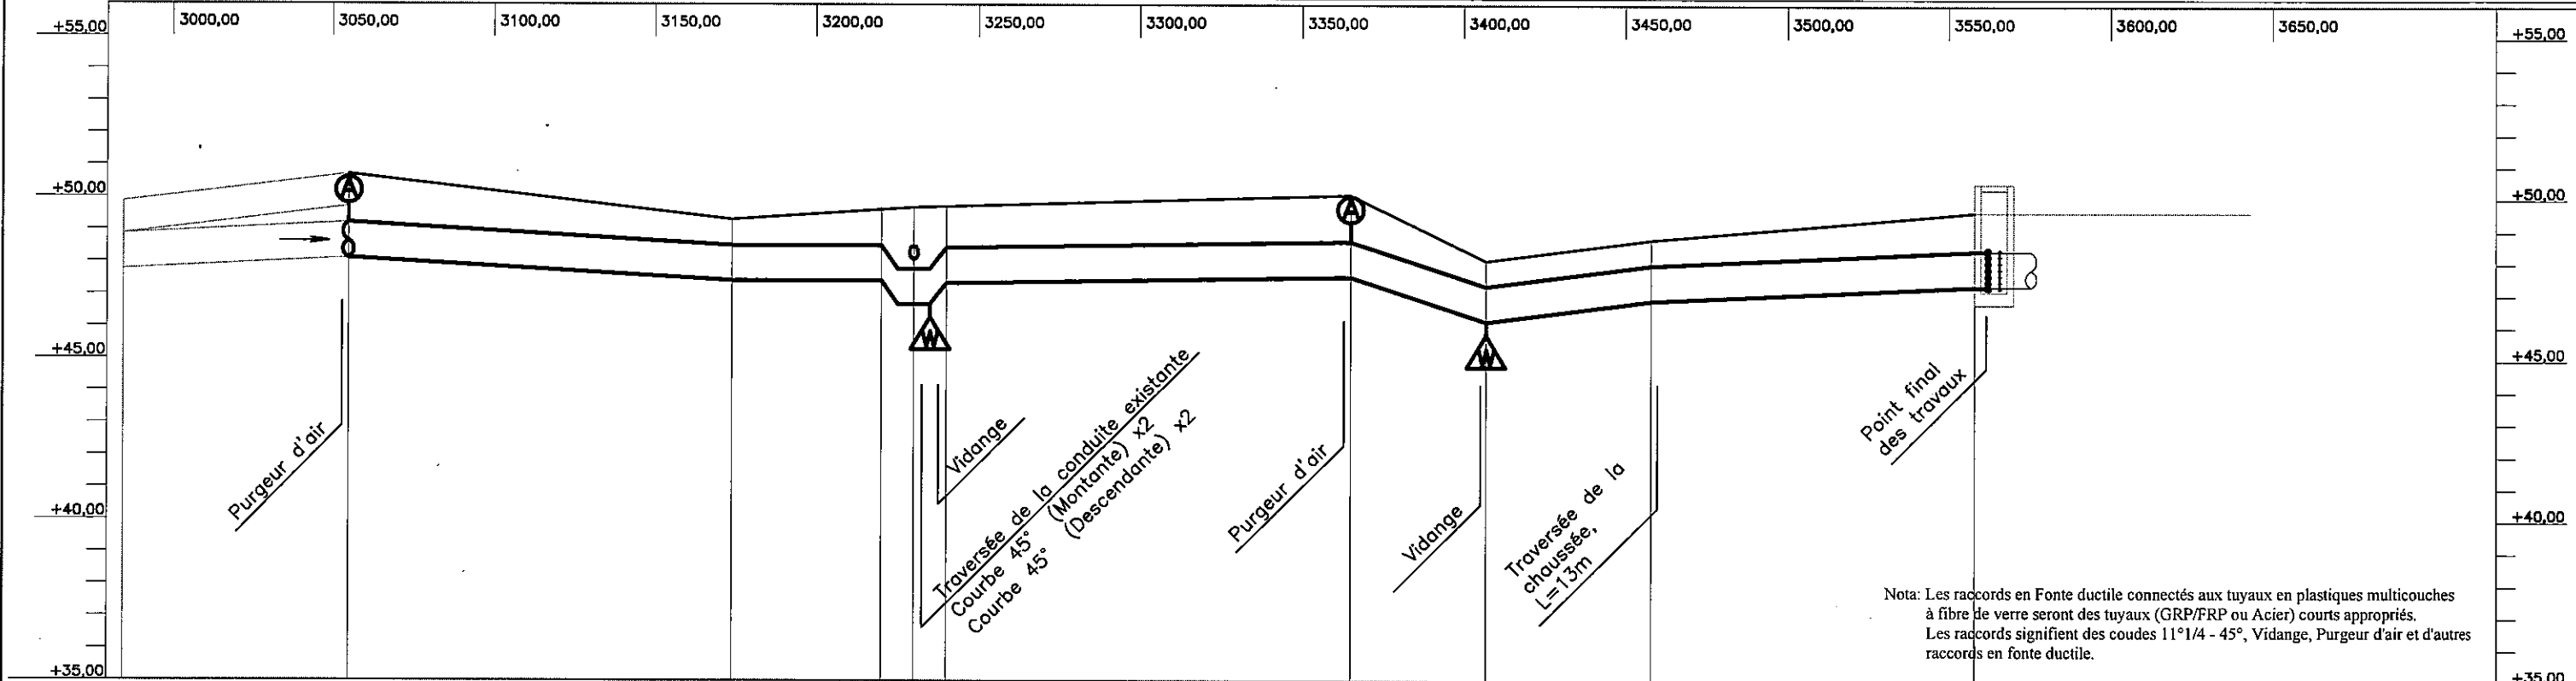 3000,00 3050,00 3100,00 3150,00 3200,00 3250,00 3300,00 3350,00 3400,00 3450,00 3500,00 3550,00 3600,00 3650,00
+55,00 +55,00
+50,00 +50,00
A A
W W
+45,00 +45,00
+40,00 +40,00
+35,00 +35,00
Purgeur d'air
Vidange
Traversée de la conduite existante
Courbe 45° (Montante) x2
Courbe 45° (Descendante) x2
Purgeur d'air
Vidange
Traversée de la
chaussée,
L=13m
Point final
des travaux
Nota: Les raccords en Fonte ductile connectés aux tuyaux en plastiques multicouches
à fibre de verre seront des tuyaux (GRP/FRP ou Acier) courts appropriés.
Les raccords signifient des coudes 11°1/4 - 45°, Vidange, Purgeur d'air et d'autres
raccords en fonte ductile.